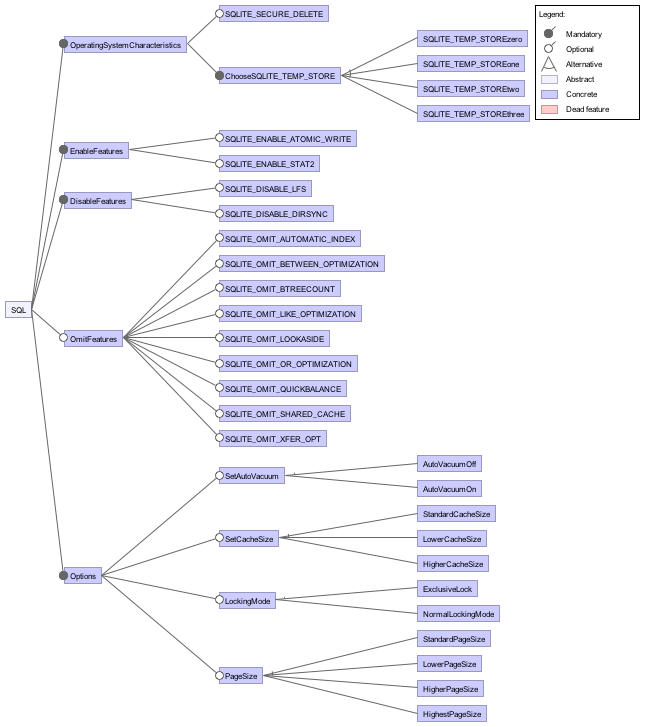 SQL
OperatingSystemCharacteristics
SQLITE_SECURE_DELETE
ChooseSQLITE_TEMP_STORE
SQLITE_TEMP_STOREzero
SQLITE_TEMP_STOREone
SQLITE_TEMP_STOREtwo
SQLITE_TEMP_STOREthree
EnableFeatures
SQLITE_ENABLE_ATOMIC_WRITE
SQLITE_ENABLE_STAT2
DisableFeatures
SQLITE_DISABLE_LFS
SQLITE_DISABLE_DIRSYNC
OmitFeatures
SQLITE_OMIT_AUTOMATIC_INDEX
SQLITE_OMIT_BETWEEN_OPTIMIZATION
SQLITE_OMIT_BTREECOUNT
SQLITE_OMIT_LIKE_OPTIMIZATION
SQLITE_OMIT_LOOKASIDE
SQLITE_OMIT_OR_OPTIMIZATION
SQLITE_OMIT_QUICKBALANCE
SQLITE_OMIT_SHARED_CACHE
SQLITE_OMIT_XFER_OPT
Options
SetAutoVacuum
AutoVacuumOff
AutoVacuumOn
SetCacheSize
StandardCacheSize
LowerCacheSize
HigherCacheSize
LockingMode
ExclusiveLock
NormalLockingMode
PageSize
StandardPageSize
LowerPageSize
HigherPageSize
HighestPageSize
Legend:
Mandatory
Optional
Alternative
Abstract
Concrete
Dead feature